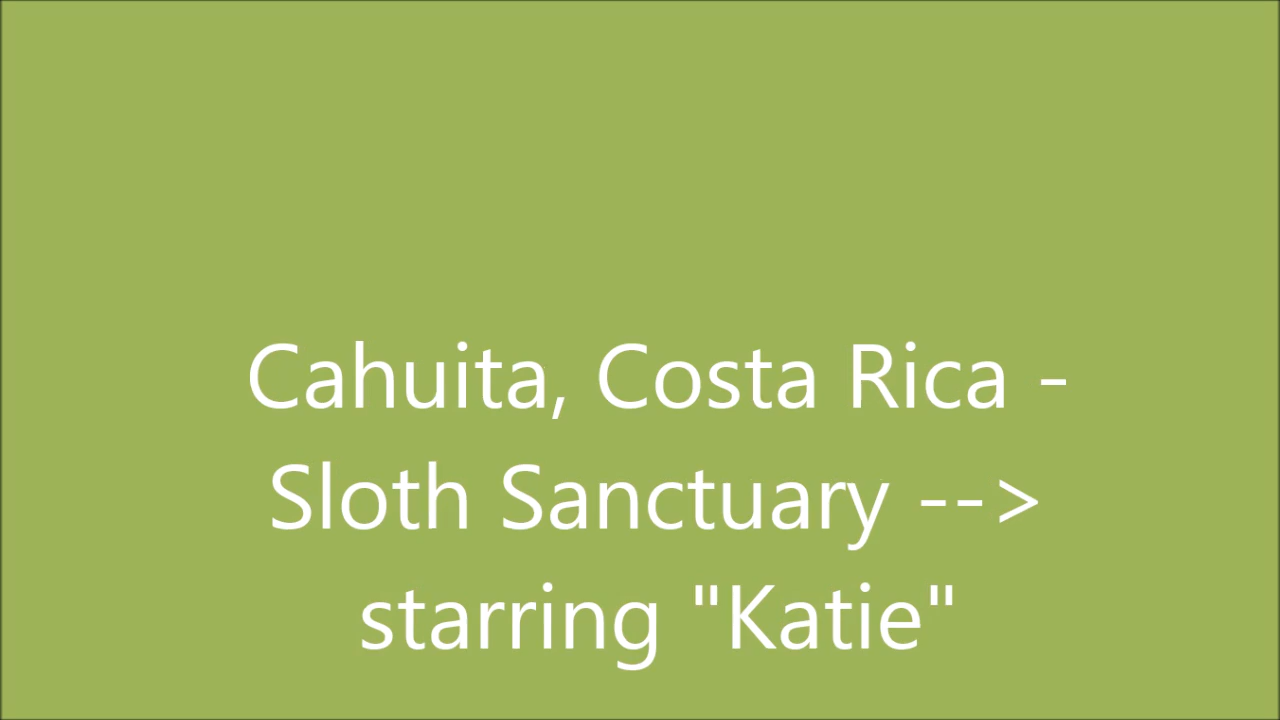 Cahuita, Costa Rica -
Sloth Sanctuary -->
starring "Katie"